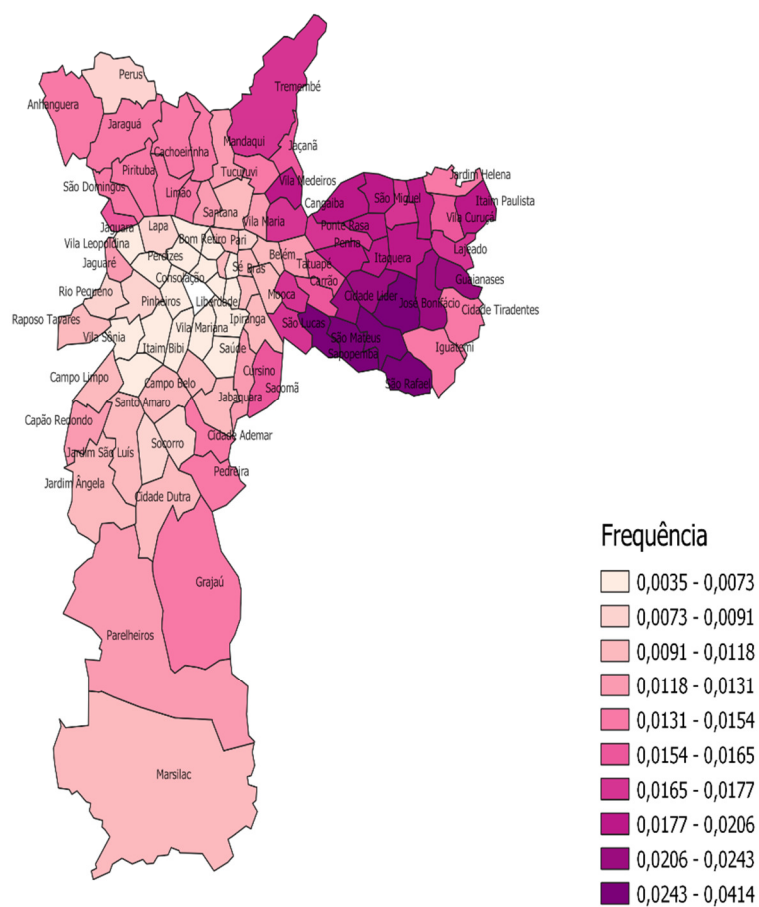 Perus
Tremembé
Anhanguera
Jaraguá
Mandaqui
Jaçanã
Cachoeirinha
Pirituba
Tucuruvi
Vila Medeiros
Jardim Helena
São Domingos
Limão
São Miguel
Itaim Paulista
Cangaiba
Santana
Vila Curuçá
Jaguara
Lapa
Vila Maria
Ponte Rasa
Vila Leopoldina
Bom Retiro
Pari
Penha
Lajeado
Perdizes
Belém
Itaquera
Jaguaré
Sé
Brás
Tatuapé
Consolação
Carrão
Guaianases
Rio Pequeno
Pinheiros
Liberdade
Mooca
Cidade Lider
José Bonifácio
Cidade Tiradentes
Raposo Tavares
Ipiranga
São Lucas
Vila Sônia
Vila Mariana
São Mateus
Itaim Bibi
Saúde
Sapopemba
Iguatemi
Campo Limpo
Campo Belo
Cursino
São Rafael
Sacomã
Santo Amaro
Jabaquara
Capão Redondo
Socorro
Cidade Ademar
Jardim São Luís
Pedreira
Jardim Ângela
Cidade Dutra
Grajaú
Parelheiros
Marsilac
Frequência
0,0035 - 0,0073
0,0073 - 0,0091
0,0091 - 0,0118
0,0118 - 0,0131
0,0131 - 0,0154
0,0154 - 0,0165
0,0165 - 0,0177
0,0177 - 0,0206
0,0206 - 0,0243
0,0243 - 0,0414